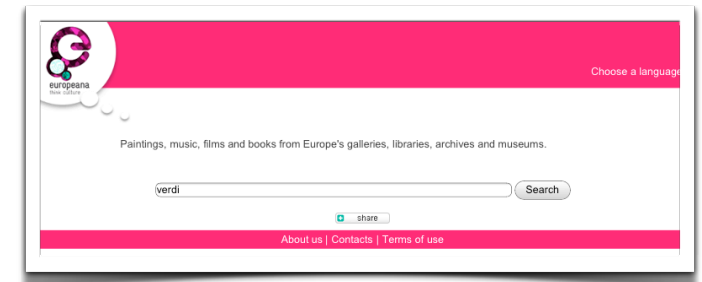 europeana
think culture
Choose a language
Paintings, music, films and books from Europe's galleries, libraries, archives and museums.
verdi
Search
share
About us | Contacts | Terms of use